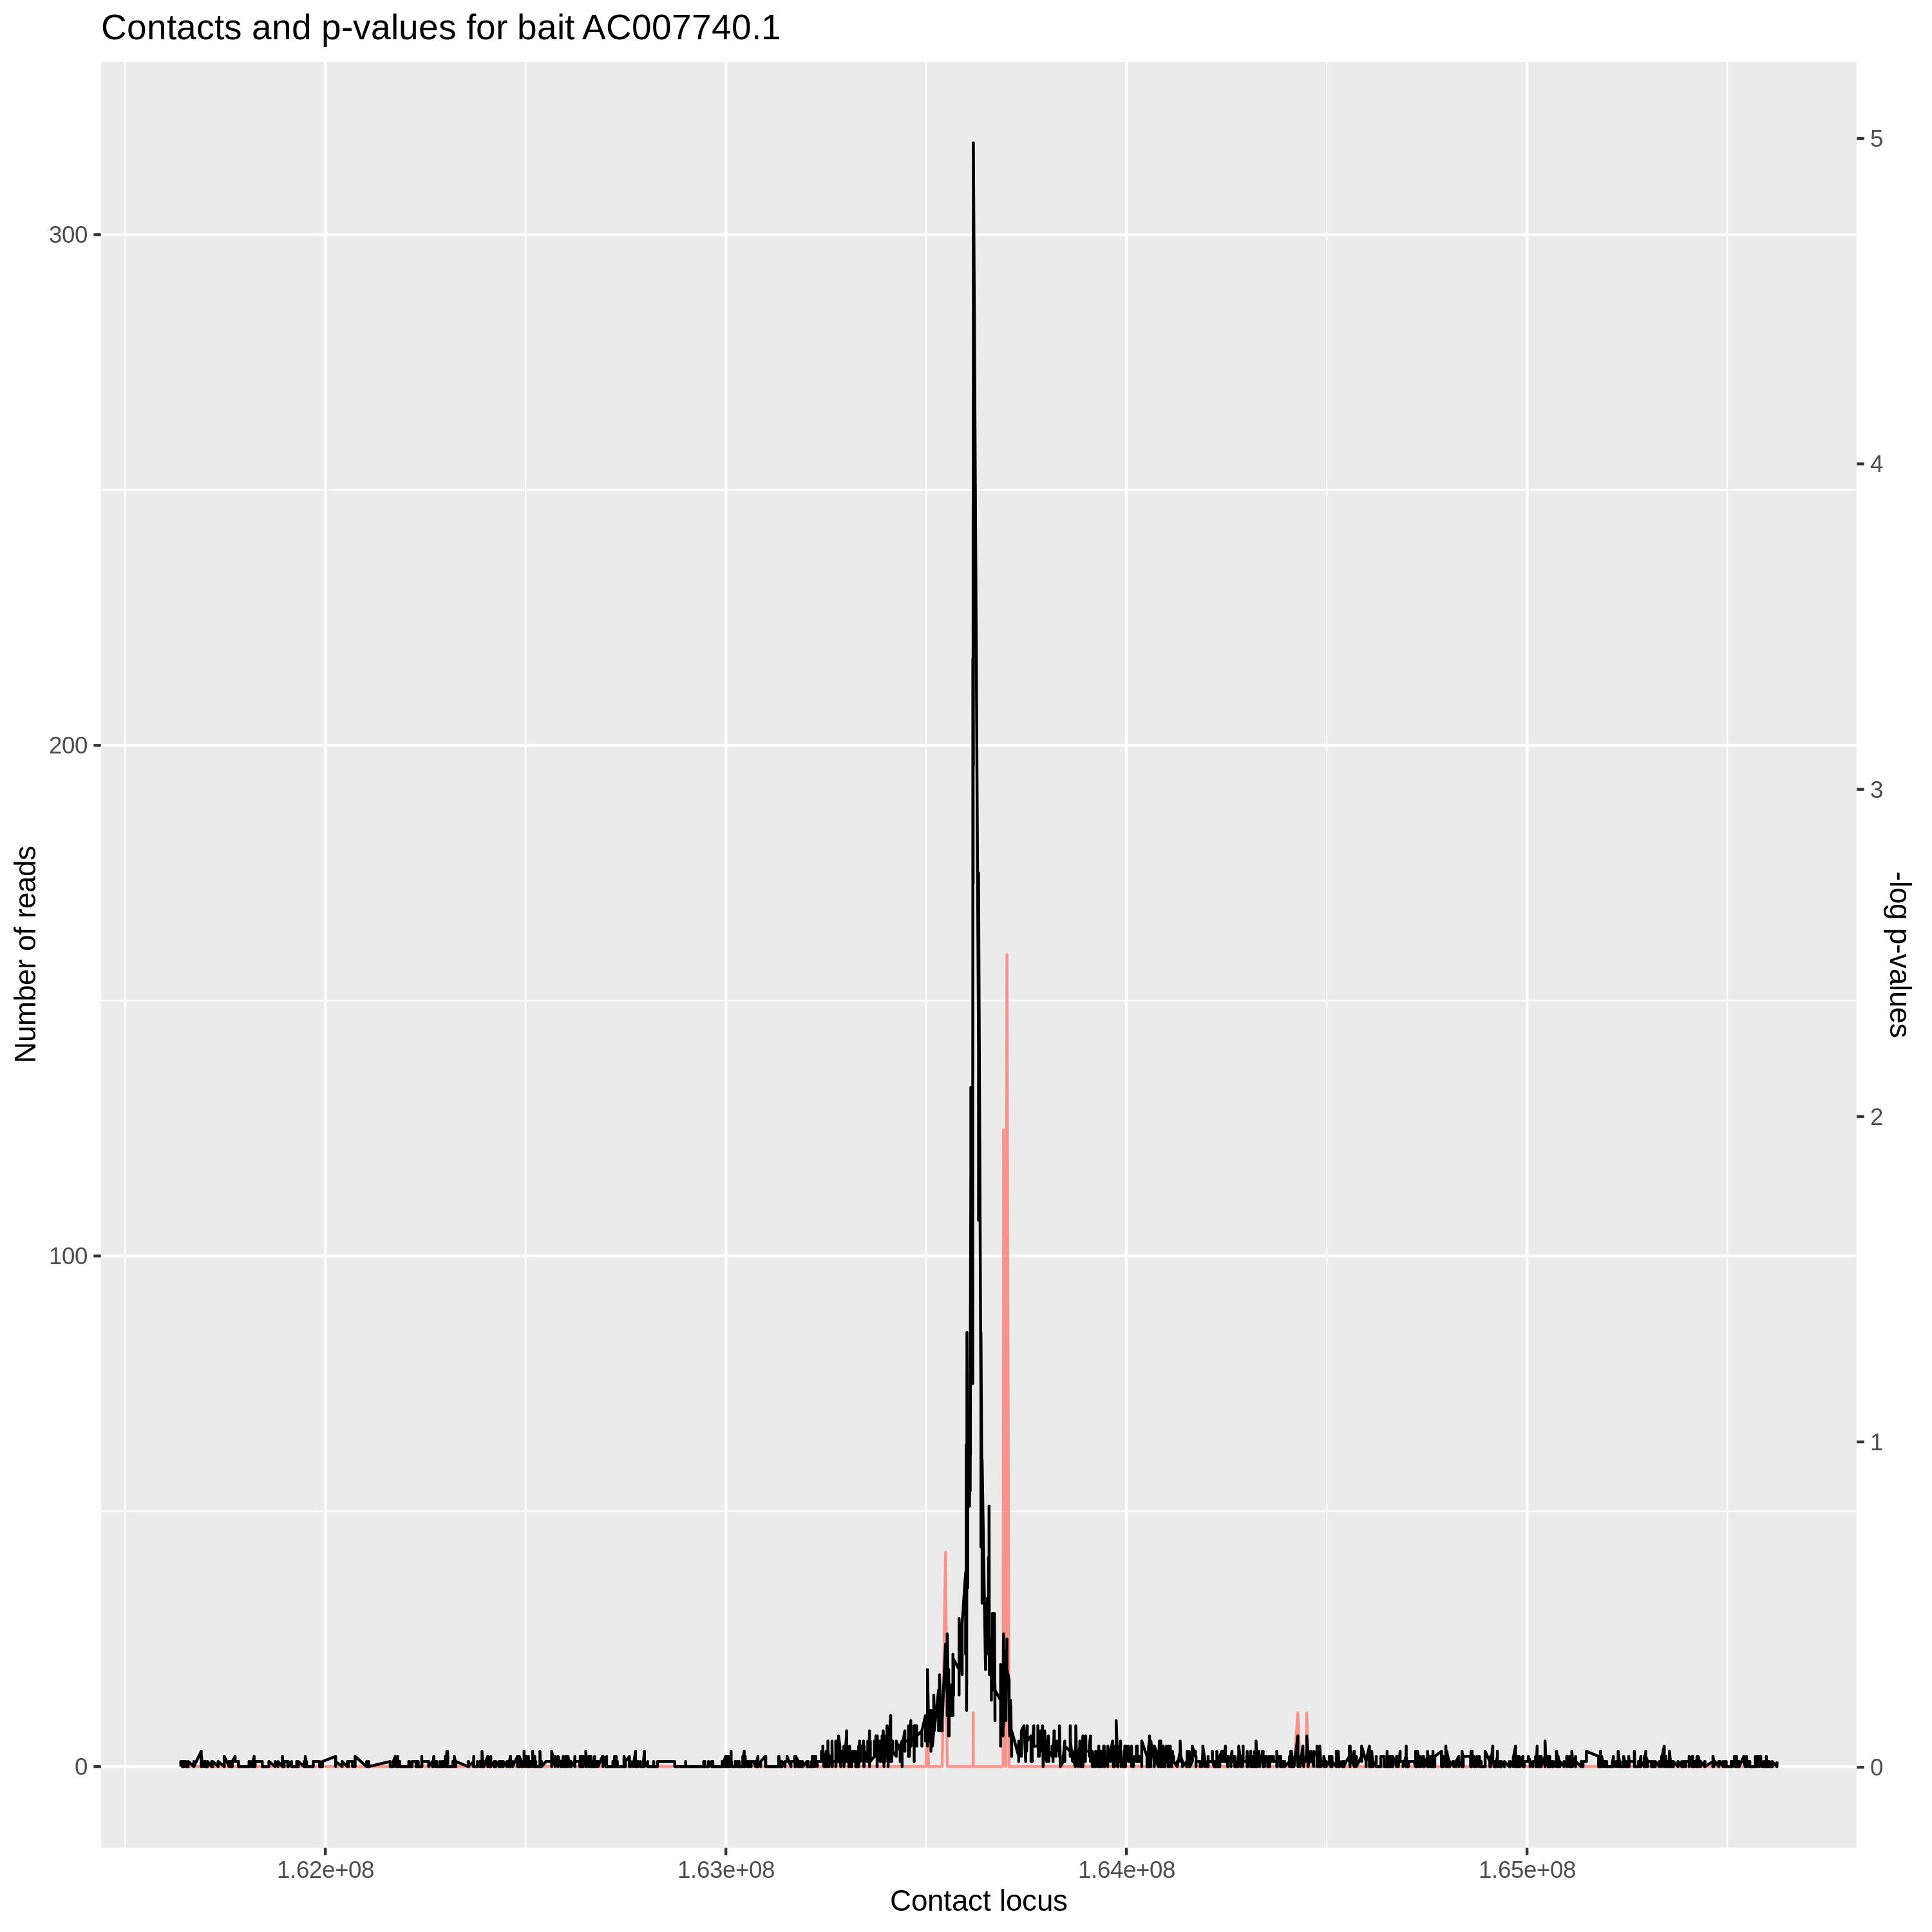 Contacts and p-values for bait AC007740.1
300
200
100
0
Number of reads
5
4
3
2
1
0
-log p-values
1.62e+08
1.63e+08
1.64e+08
1.65e+08
Contact locus